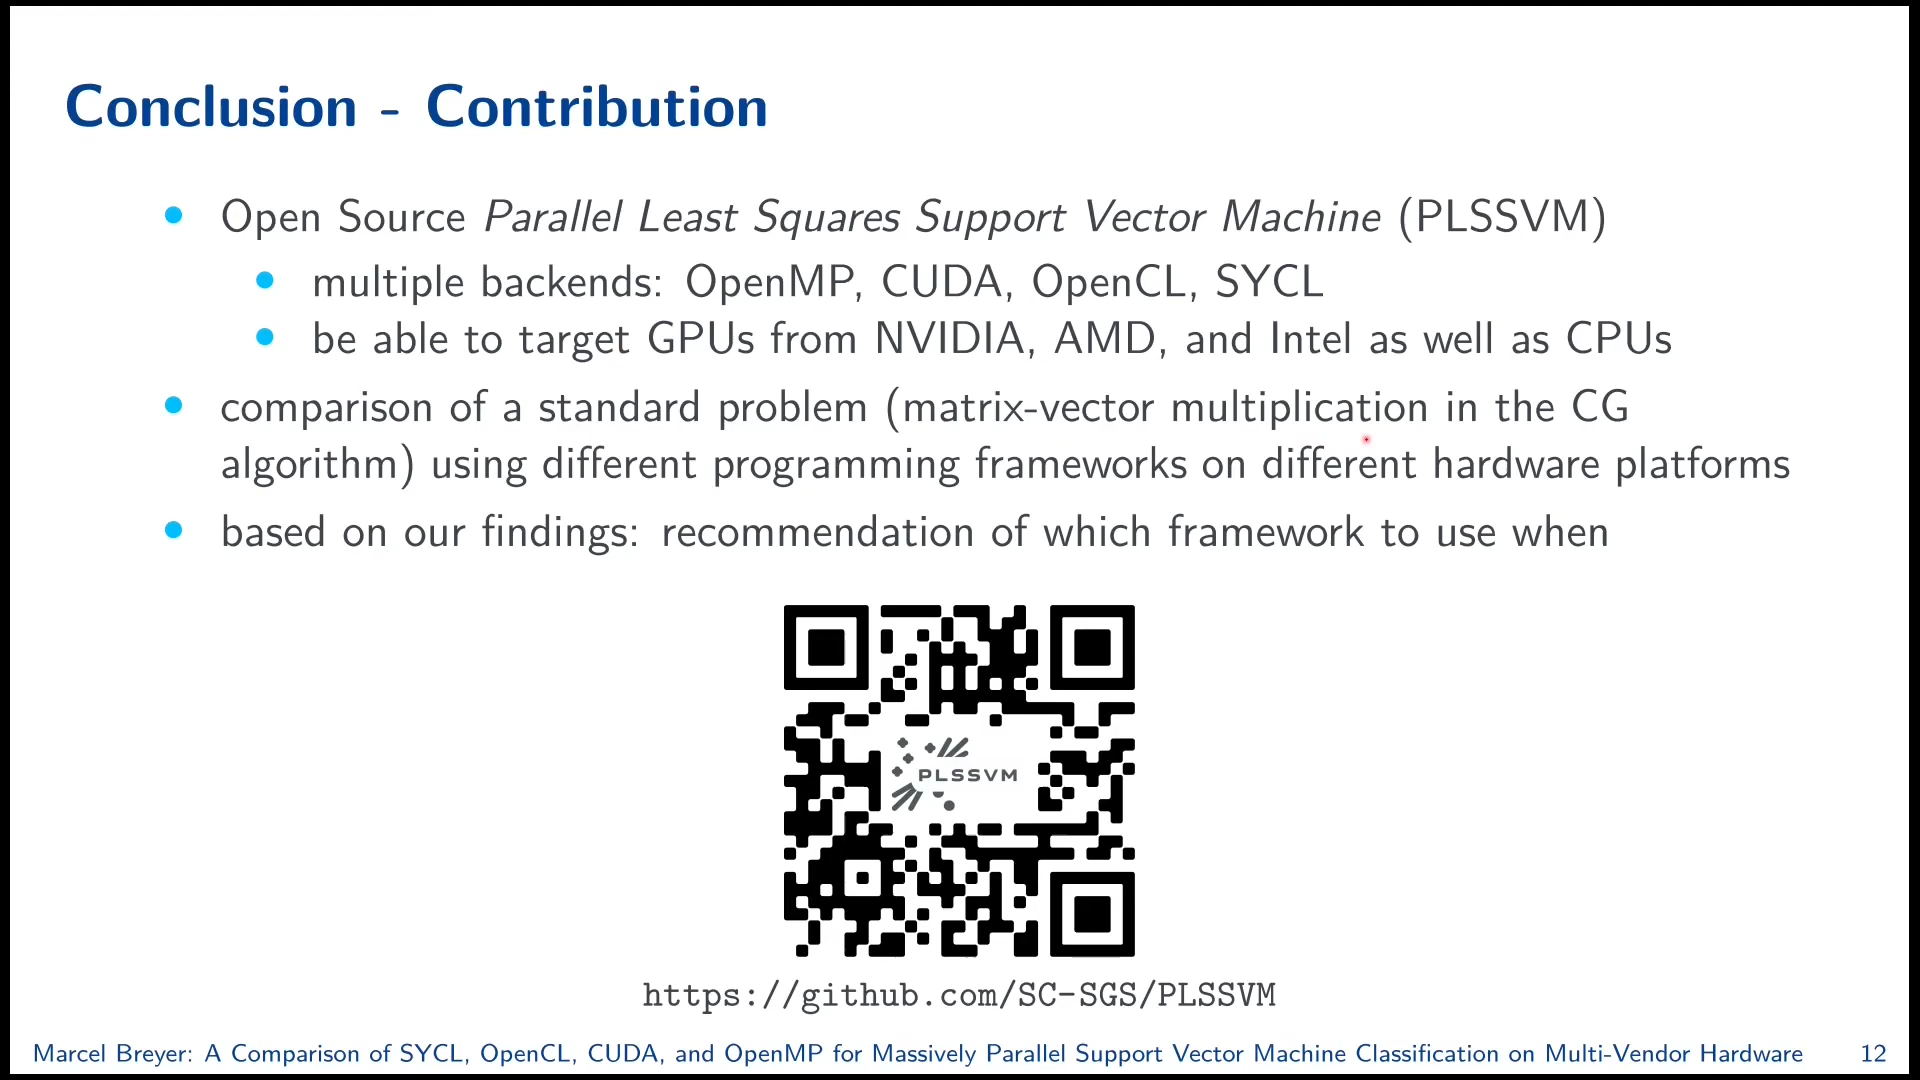 Conclusion - Contribution
Open Source Parallel Least Squares Support Vector Machine (PLSSVM)
multiple backends: OpenMP, CUDA, OpenCL, SYCL
be able to target GPUs from NVIDIA, AMD, and Intel as well as CPUs
comparison of a standard problem (matrix-vector multiplication in the CG
algorithm) using different programming frameworks on different hardware platforms
based on our findings: recommendation of which framework to use when
PLSSVM
https://github.com/SC-SGS/PLSSVM
Marcel Breyer: A Comparison of SYCL, OpenCL, CUDA, and OpenMP for Massively Parallel Support Vector Machine Classification on Multi-Vendor Hardware 12